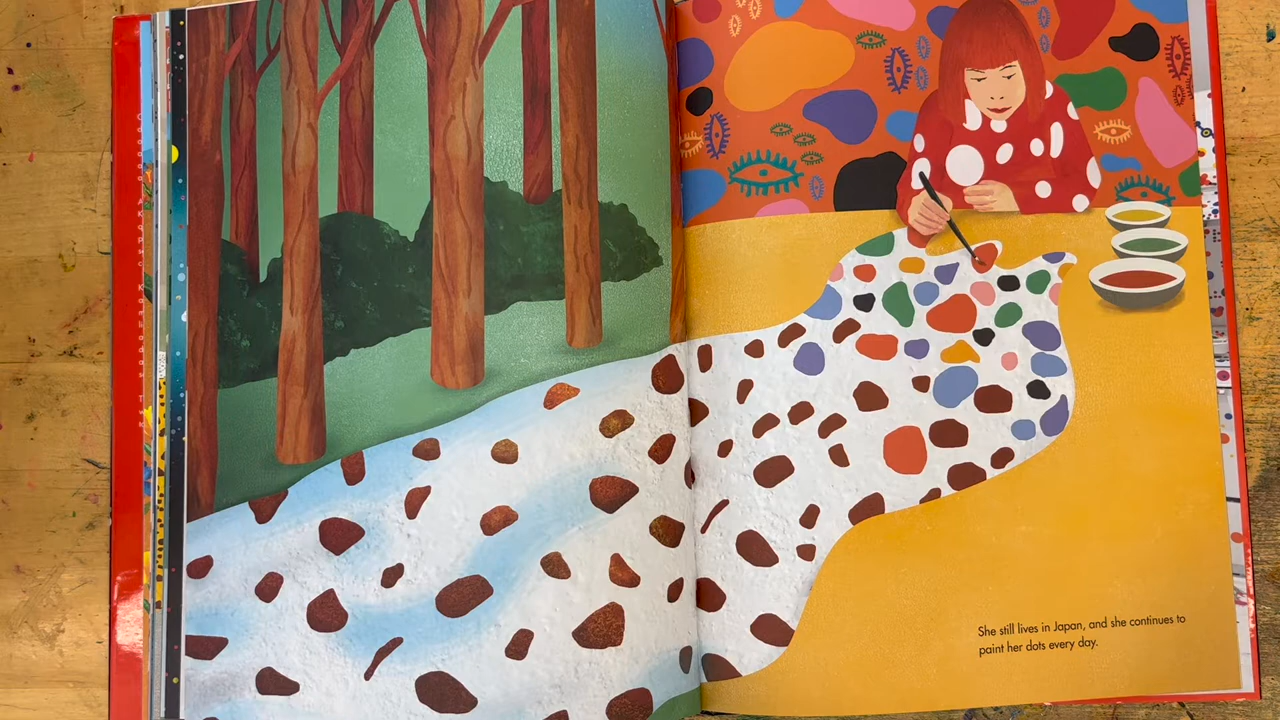 She still lives in Japan, and she continues to
paint her dots every day.